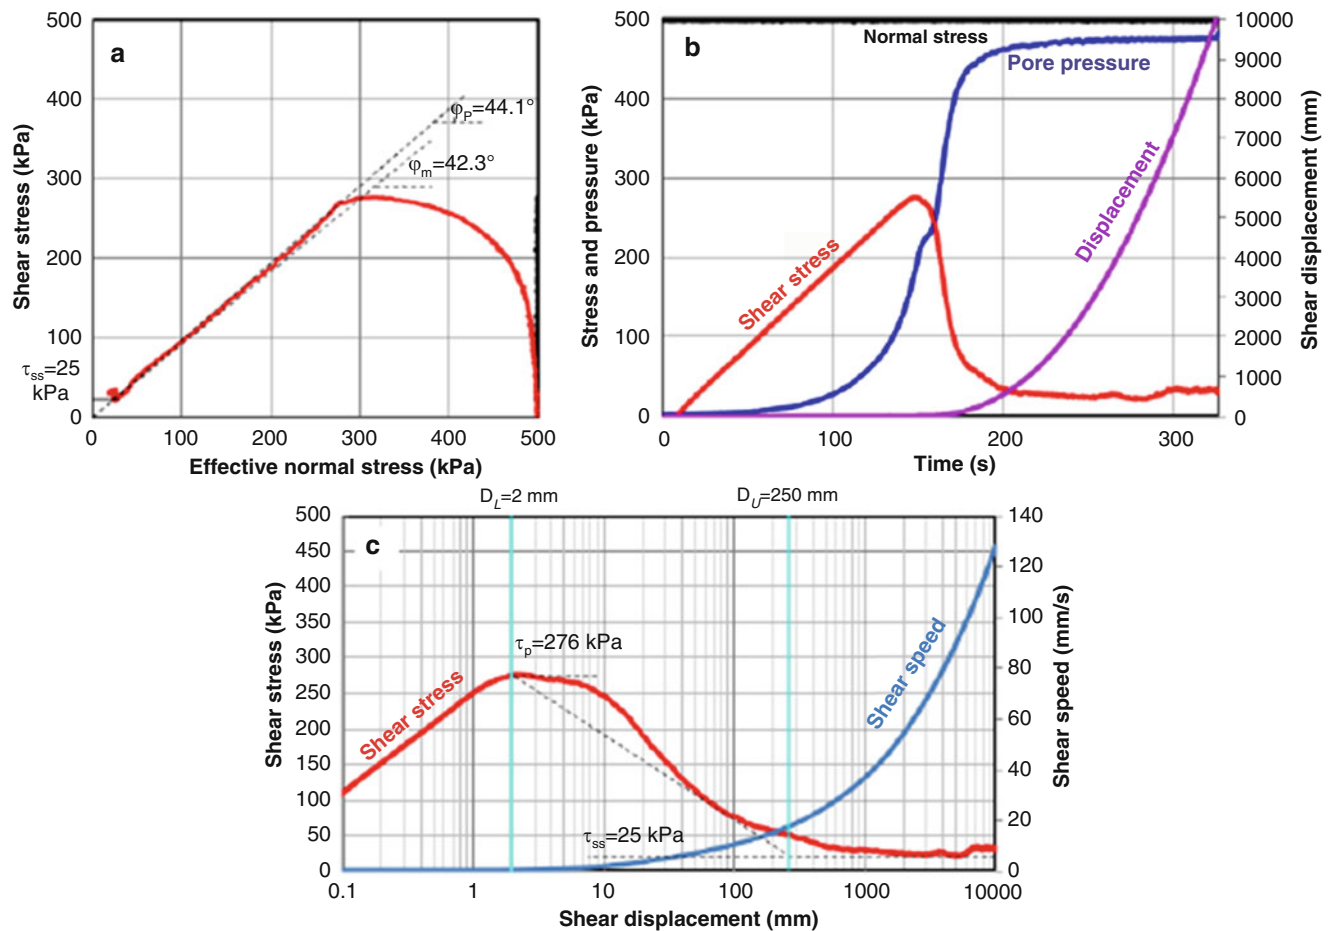 a
Shear stress (kPa)
500
400
300
200
100
0
φP=44.1°
φm=42.3°
τss=25
kPa
0 100 200 300 400 500
Effective normal stress (kPa)
b
Stress and pressure (kPa)
500
400
300
200
100
0
Normal stress
Pore pressure
Shear stress
Displacement
10000
9000
8000
7000
6000
5000
4000
3000
2000
1000
0
Shear displacement (mm)
0 100 200 300
Time (s)
DL=2 mm
DU=250 mm
c
Shear stress (kPa)
500
450
400
350
300
250
200
150
100
50
0
τp=276 kPa
Shear stress
Shear speed
τss=25 kPa
140
120
100
80
60
40
20
0
Shear speed (mm/s)
0.1 1 10 100 1000 10000
Shear displacement (mm)